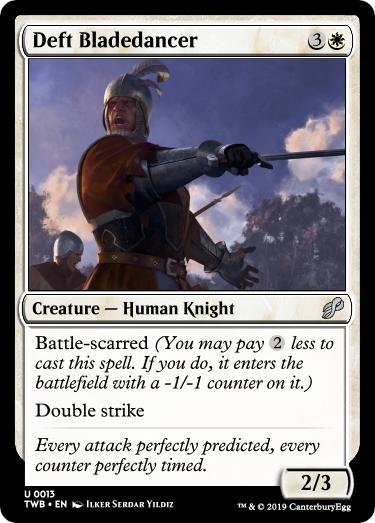 Deft Bladedancer 3
Creature — Human Knight
Battle-scarred (You may pay 2 less to
cast this spell. If you do, it enters the
battlefield with a -1/-1 counter on it.)
Double strike
Every attack perfectly predicted, every
counter perfectly timed.
2/3
U 0013
TWB • EN ILKER SERDAR YILDIZ ™ & © 2019 CanterburyEgg